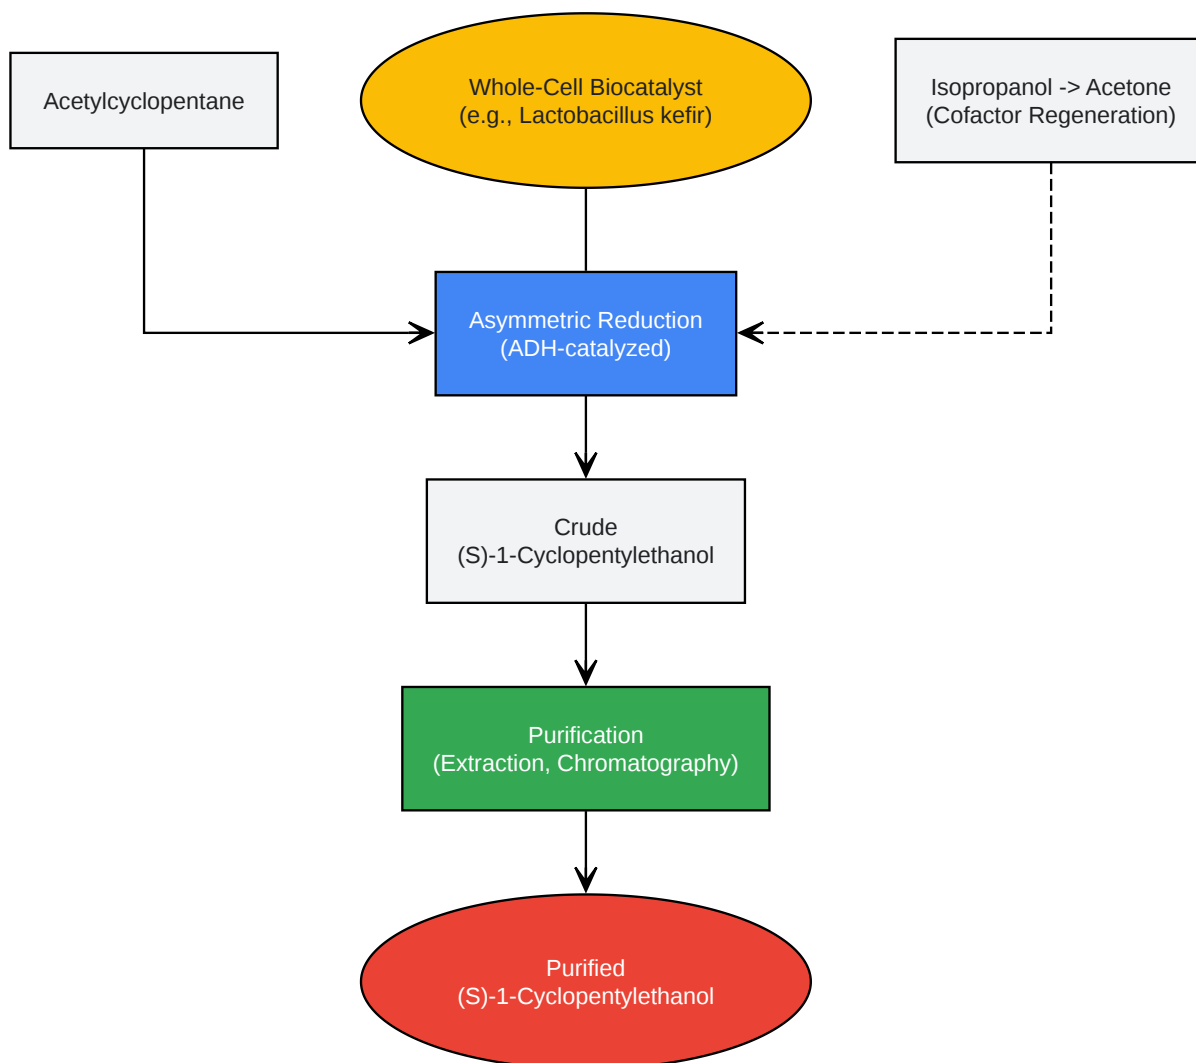 Acetylcyclopentane
Whole-Cell Biocatalyst
(e.g., Lactobacillus kefir)
Isopropanol -> Acetone
(Cofactor Regeneration)
Asymmetric Reduction
(ADH-catalyzed)
Crude
(S)-1-Cyclopentylethanol
Purification
(Extraction, Chromatography)
Purified
(S)-1-Cyclopentylethanol